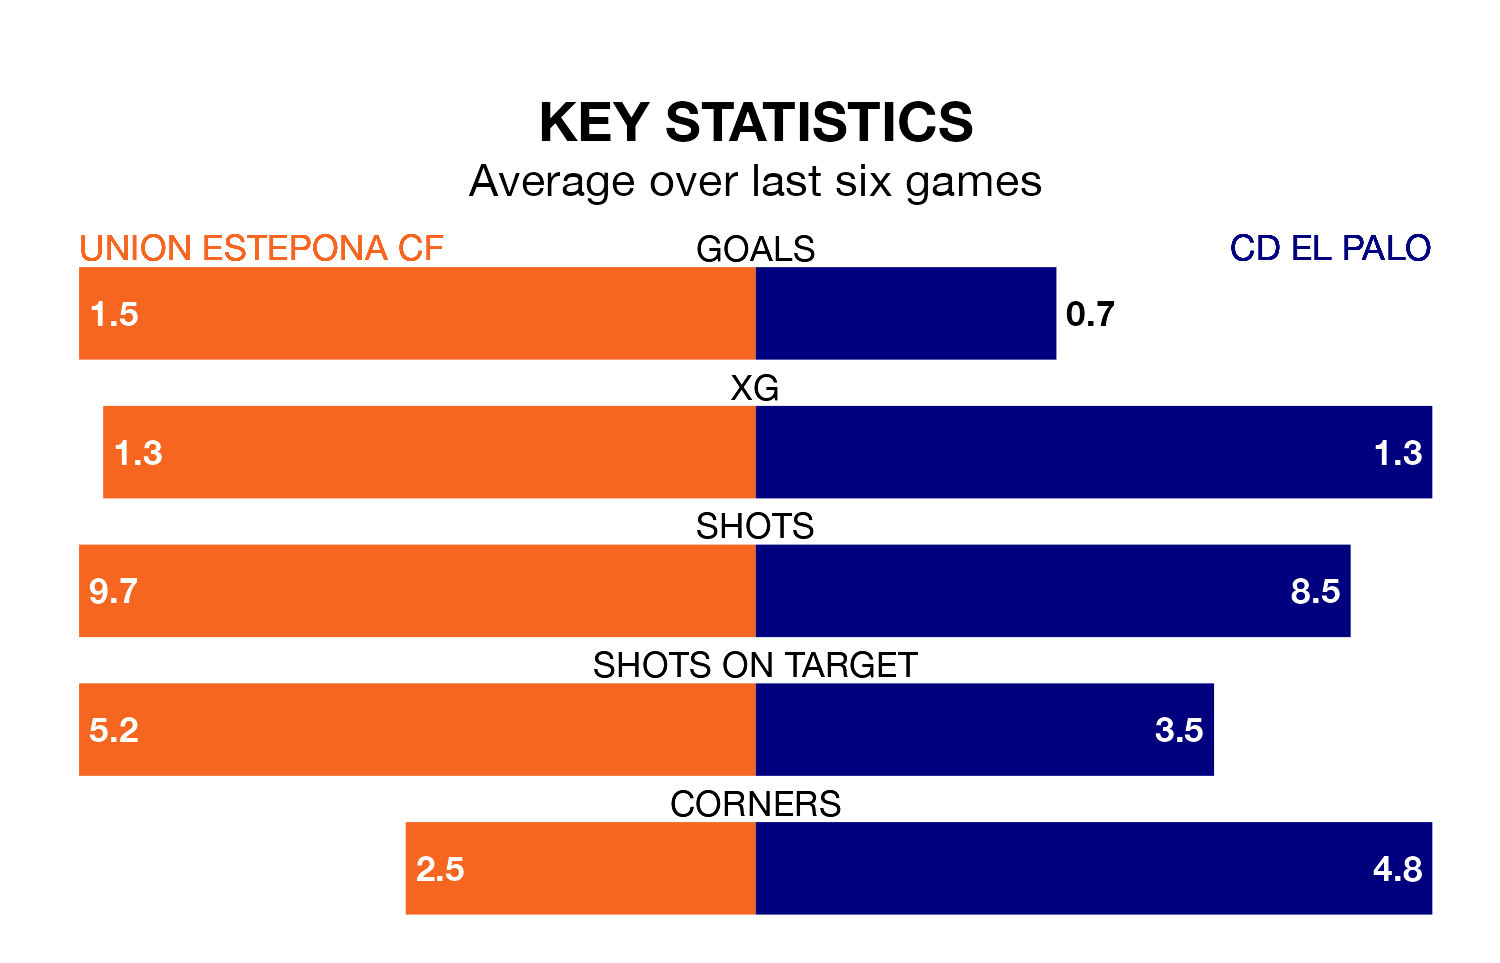 KEY STATISTICS
Average over last six games
UNION ESTEPONA CF GOALS CD EL PALO
1.5 0.7
XG
1.3 1.3
SHOTS
9.7 8.5
SHOTS ON TARGET
5.2 3.5
CORNERS
2.5 4.8